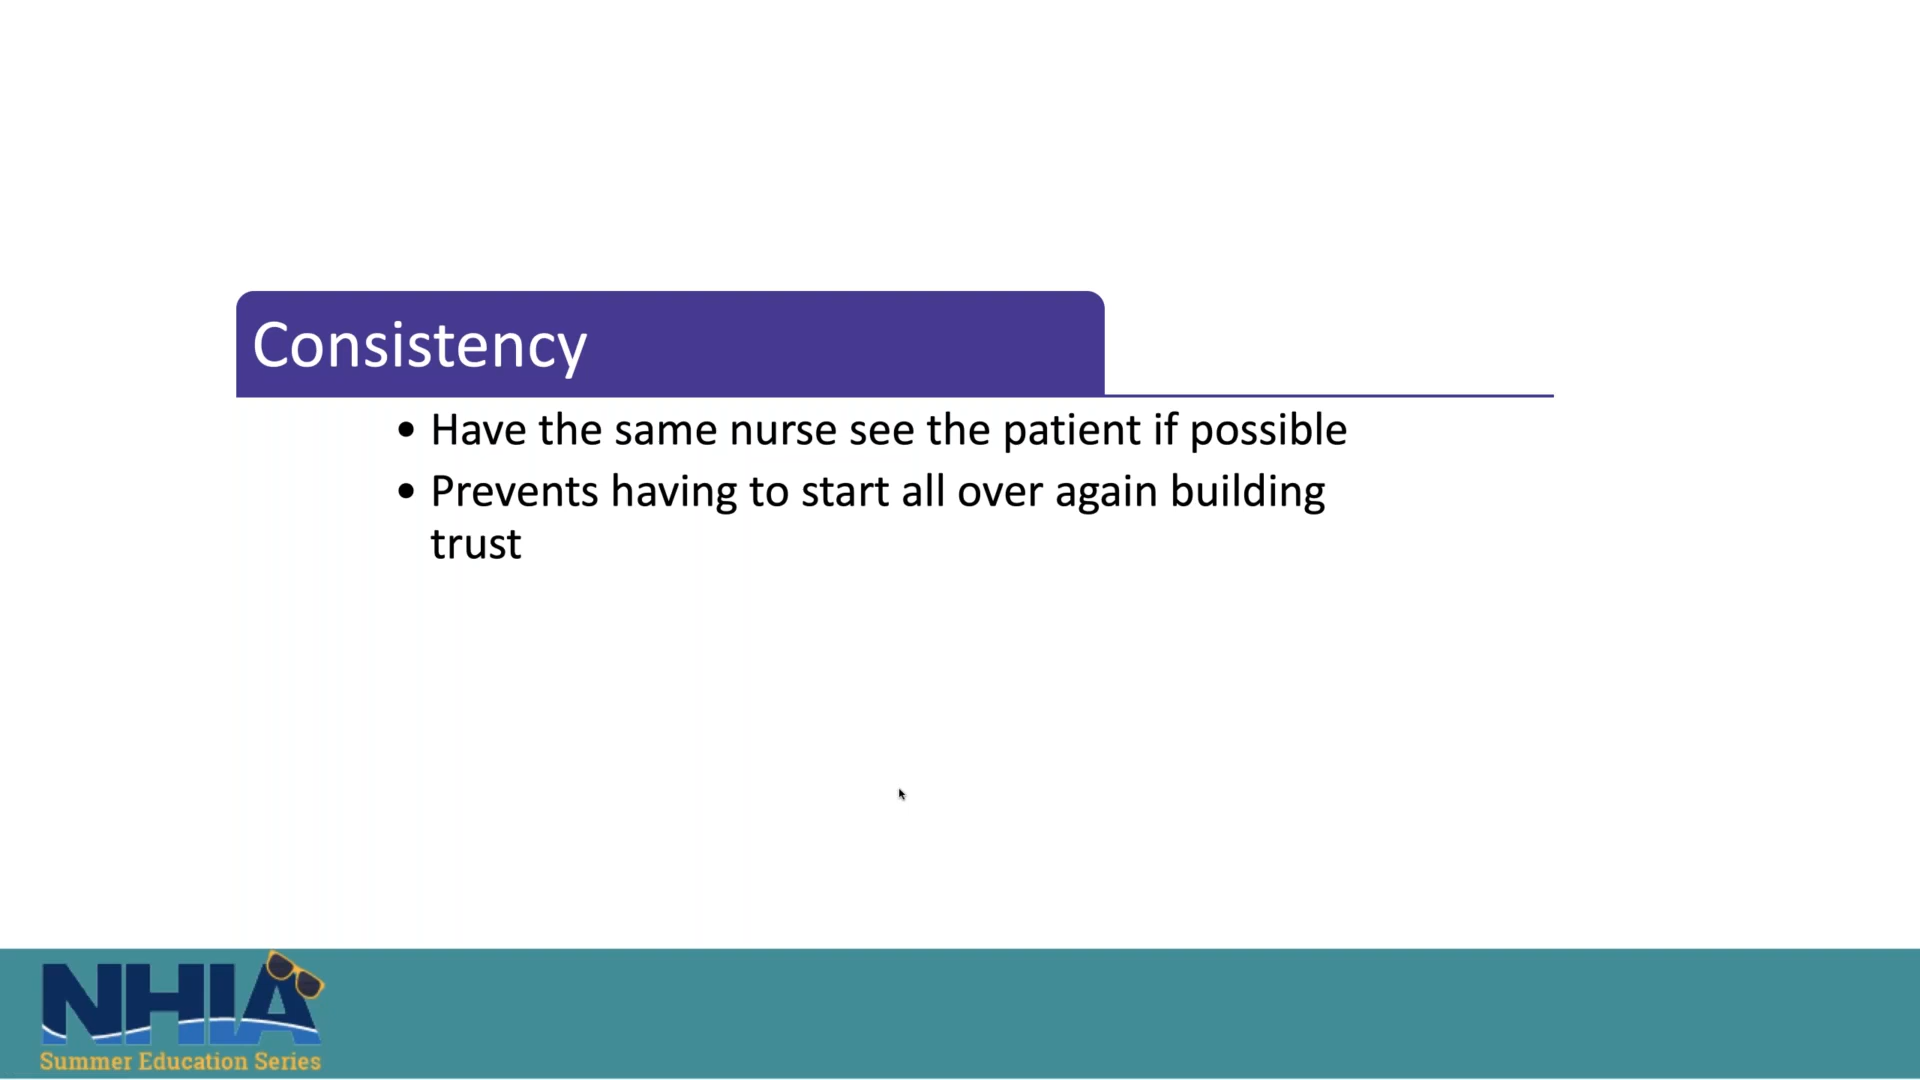 Consistency
• Have the same nurse see the patient if possible
• Prevents having to start all over again building
trust
NHIA
Summer Education Series